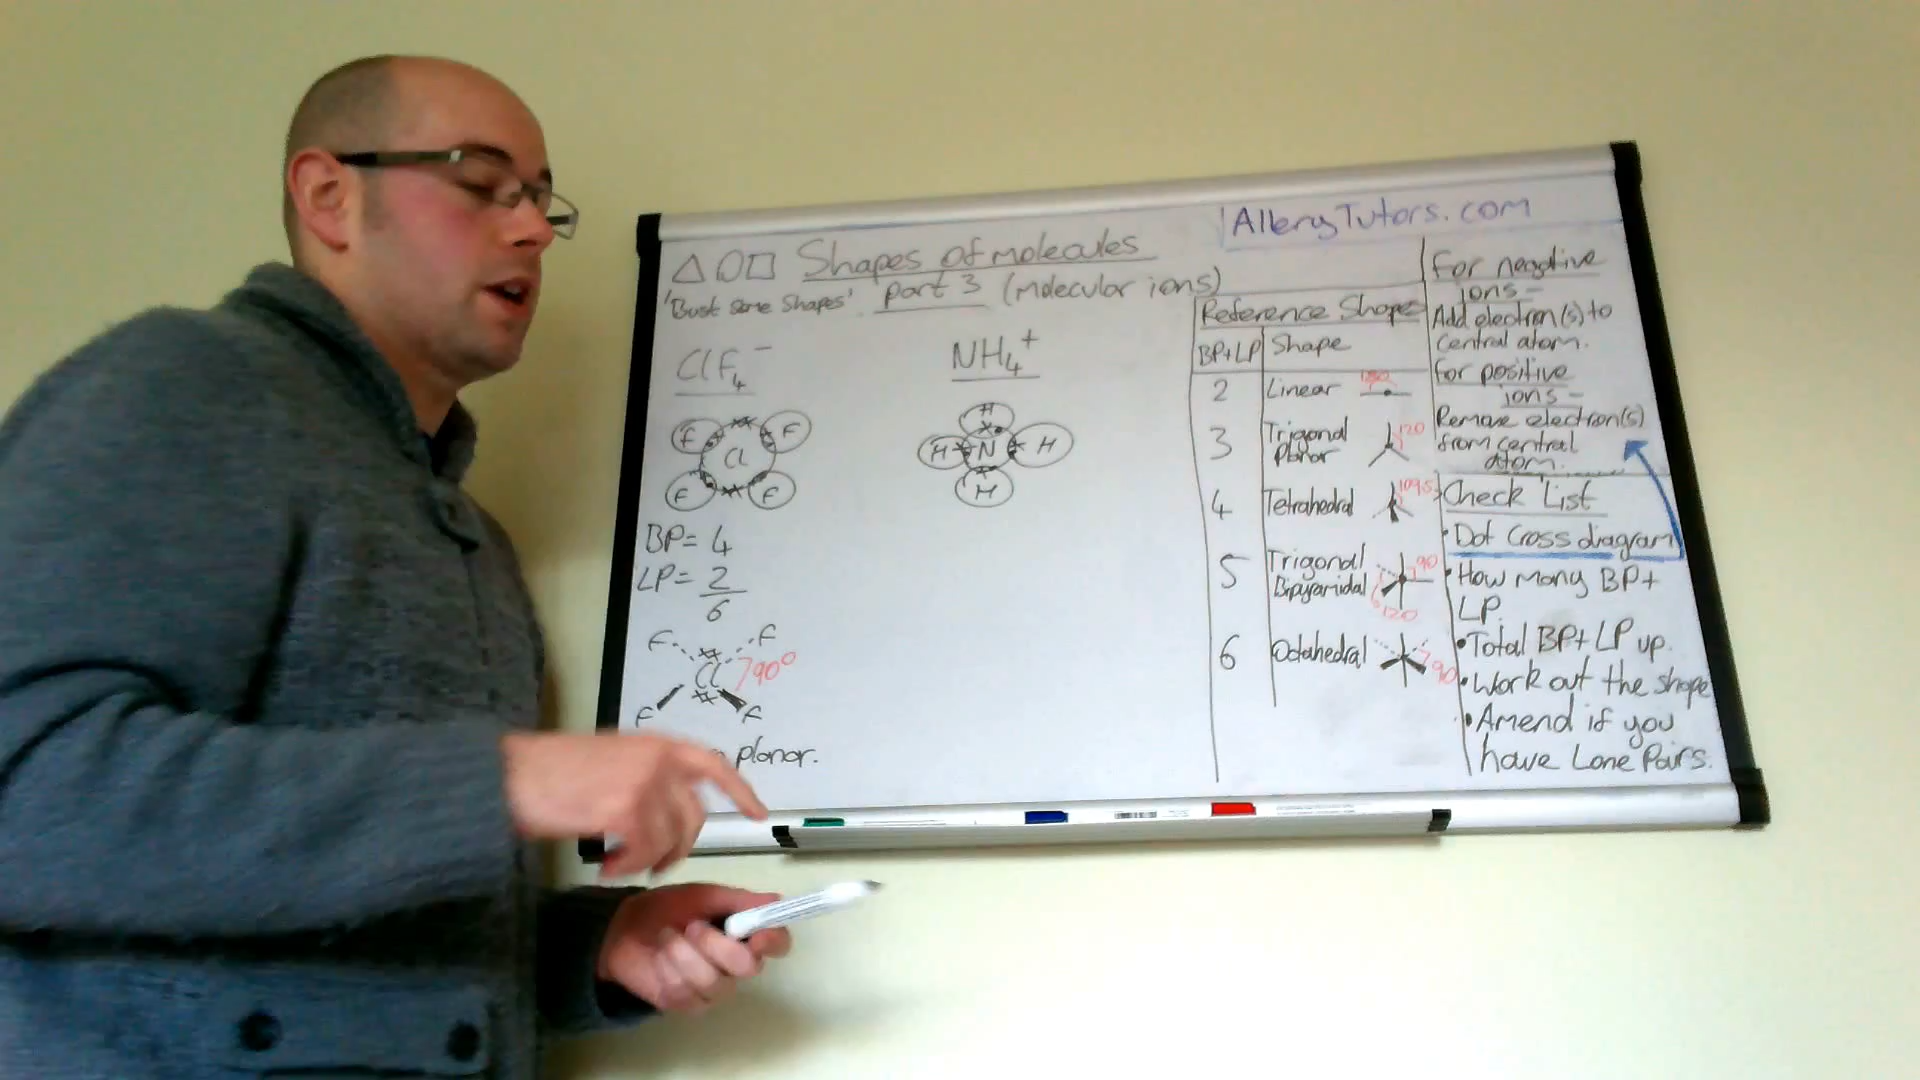 AlleryTutors.com
Shapes of molecules
'Bust some Shapes'. part 3 (molecular ions)
ClF4⁻
F
F
Cl
F
F
BP= 4
LP= 2
6
F
F
Cl
90°
F
F
planar.
NH4⁺
H
H
N
H
H
Reference Shapes
BP+LP Shape
2 Linear 180
3 Trigonal Planar 120
4 Tetrahedral 109.5
5 Trigonal Bipyramidal 90 120
6 Octahedral 90
For negative
ions-
Add electron(s) to
central atom.
for positive
ions-
Remove electron(s)
from central
atom.
Check List
• Dot Cross diagram
• How many BP+
LP.
• Total BP+ LP up.
• Work out the shape
• Amend if you
have Lone Pairs.